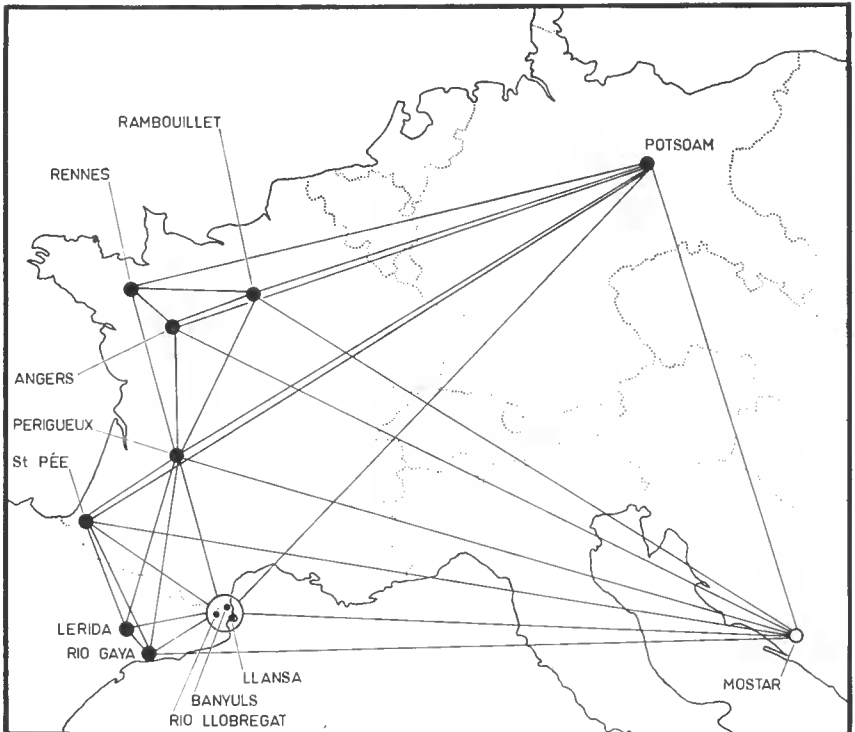 RAMBOUILLET
POTSOAM
RENNES
ANGERS
PERIGUEUX
St PÉE
LERIDA
RIO GAYA
LLANSA
BANYULS
RIO LLOBREGAT
MOSTAR